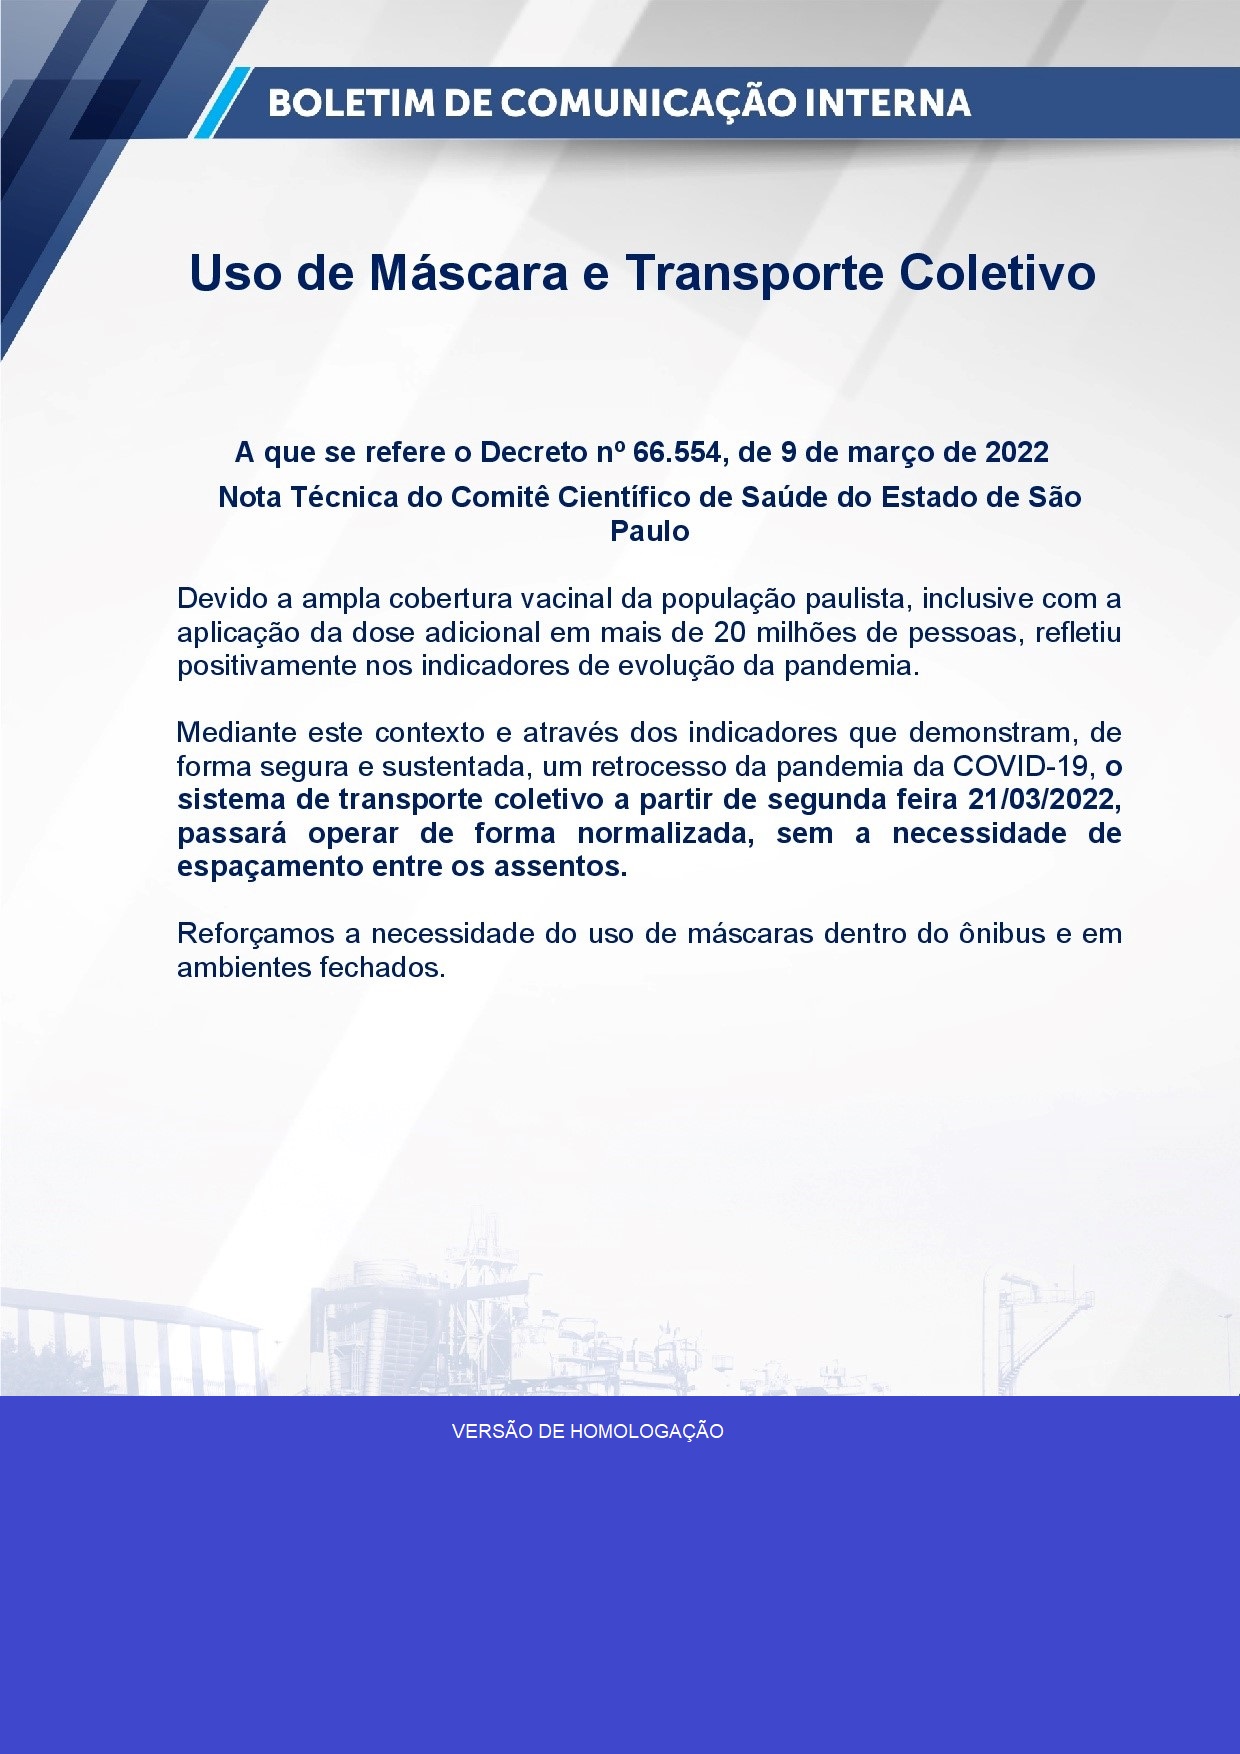 BOLETIM DE COMUNICAÇÃO INTERNA
Uso de Máscara e Transporte Coletivo
A que se refere o Decreto nº 66.554, de 9 de março de 2022
Nota Técnica do Comitê Científico de Saúde do Estado de São
Paulo
Devido a ampla cobertura vacinal da população paulista, inclusive com a
aplicação da dose adicional em mais de 20 milhões de pessoas, refletiu
positivamente nos indicadores de evolução da pandemia.
Mediante este contexto e através dos indicadores que demonstram, de
forma segura e sustentada, um retrocesso da pandemia da COVID-19, o
sistema de transporte coletivo a partir de segunda feira 21/03/2022,
passará operar de forma normalizada, sem a necessidade de
espaçamento entre os assentos.
Reforçamos a necessidade do uso de máscaras dentro do ônibus e em
ambientes fechados.
VERSÃO DE HOMOLOGAÇÃO